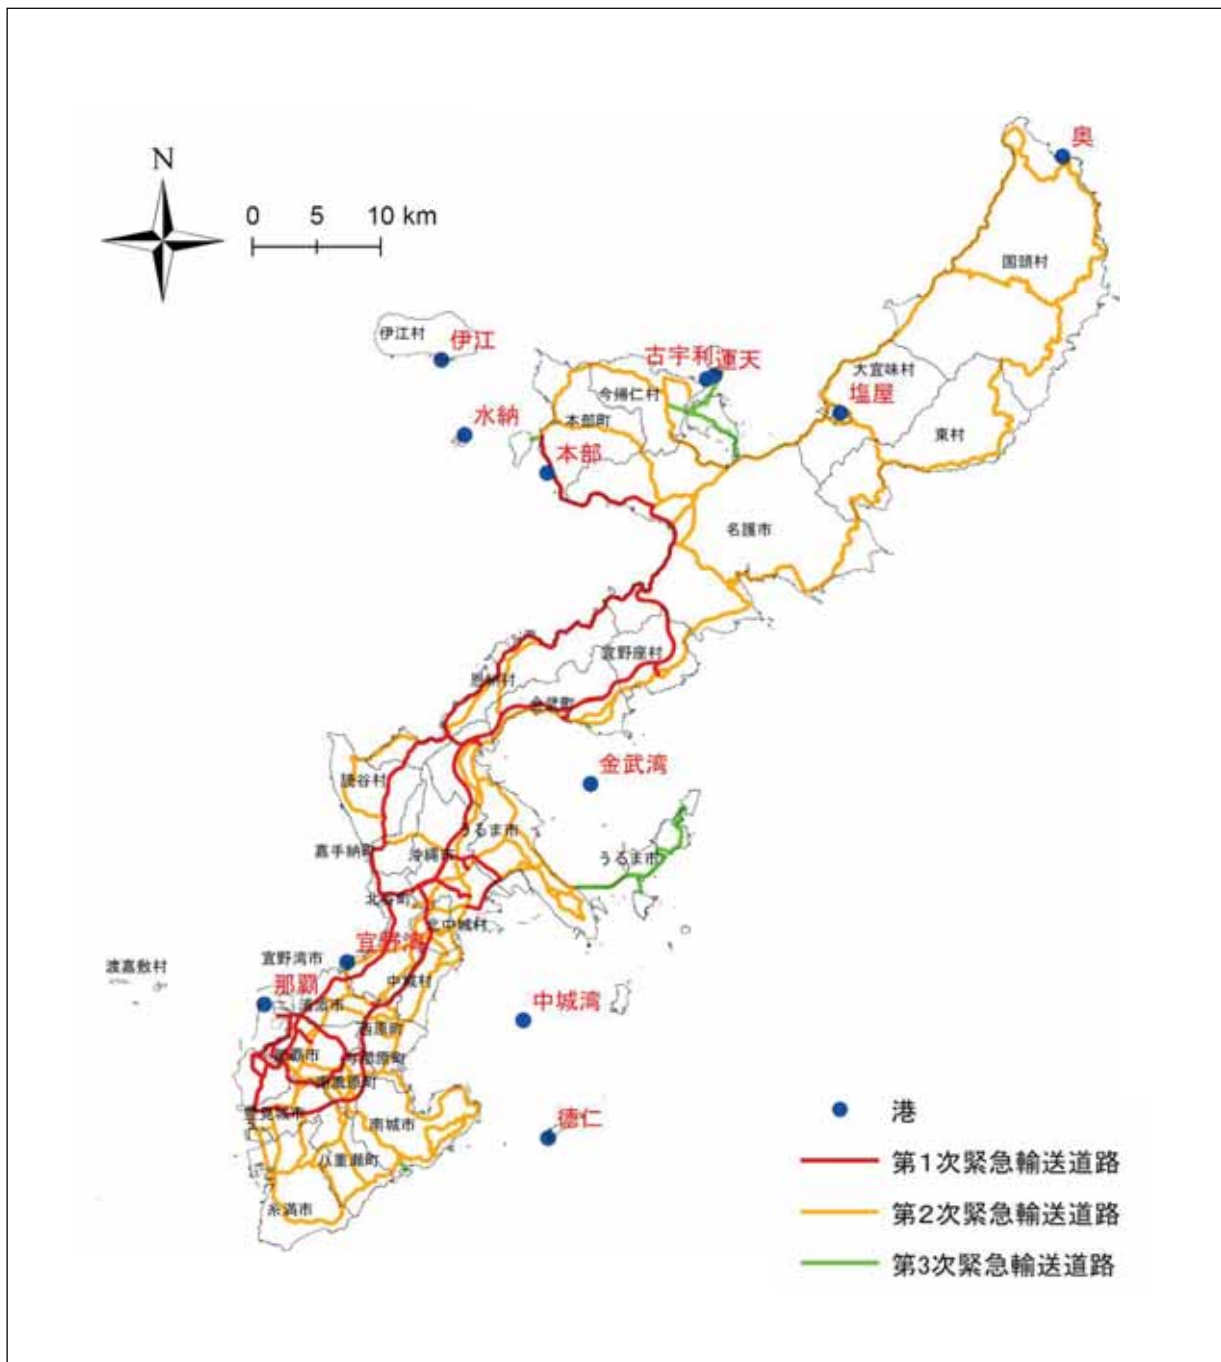 奥
N
0 5 10 km
国頭村
伊江村
伊江
古宇利
運天
大宜味村
今帰仁村
塩屋
水納
本部町
東村
本部
名護市
宜野座村
恩納村
金武町
金武湾
読谷村
うるま市
嘉手納町
沖縄市
うるま市
北谷町
北中城村
宜野湾
宜野湾市
渡嘉敷村
中城村
那覇
浦添市
中城湾
西原町
那覇市
与那原町
南風原町
港
豊見城市
南城市
徳仁
八重瀬町
第1次緊急輸送道路
糸満市
第2次緊急輸送道路
第3次緊急輸送道路